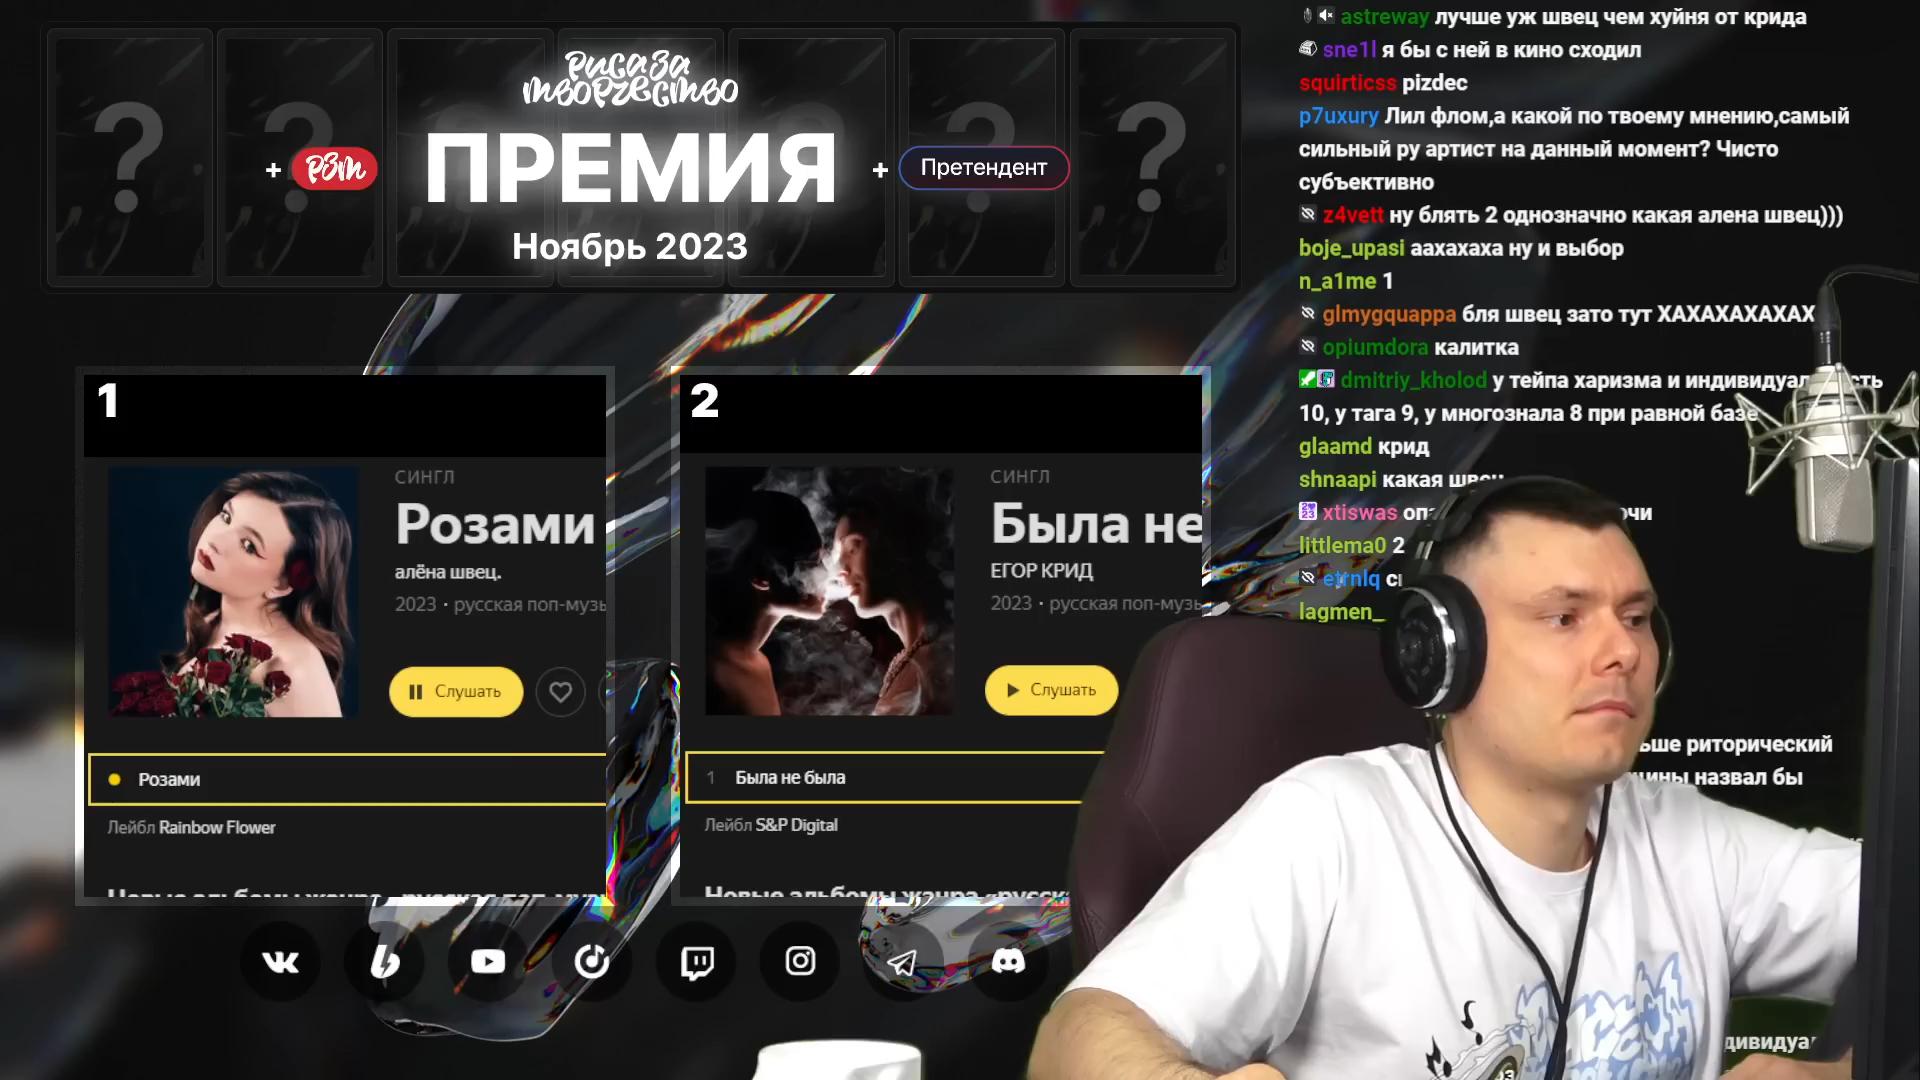 риса за
творчество
+ РЗТ
ПРЕМИЯ
+ Претендент
Ноябрь 2023
? ? ? ?
1
СИНГЛ
Розами
алёна швец.
2023 · русская поп-музы
Слушать
Розами
Лейбл Rainbow Flower
2
СИНГЛ
Была не
ЕГОР КРИД
2023 · русская поп-музы
Слушать
1 Была не была
Лейбл S&P Digital
astreway лучше уж швец чем хуйня от крида
sne1l я бы с ней в кино сходил
squirticss pizdec
p7uxury Лил флом,а какой по твоему мнению,самый
сильный ру артист на данный момент? Чисто
субъективно
z4vett ну блять 2 однозначно какая алена швец)))
boje_upasi аахахаха ну и выбор
n_a1me 1
glmygquappa бля швец зато тут ХАХАХАХАХАХ
opiumdora калитка
dmitriy_kholod у тейпа харизма и
10, у тага 9, у многознала 8 при равной базе
glaamd крид
shnaapi какая
xtiswas
littlema0 2
etrnlq
lagmen_
риторический
назвал бы